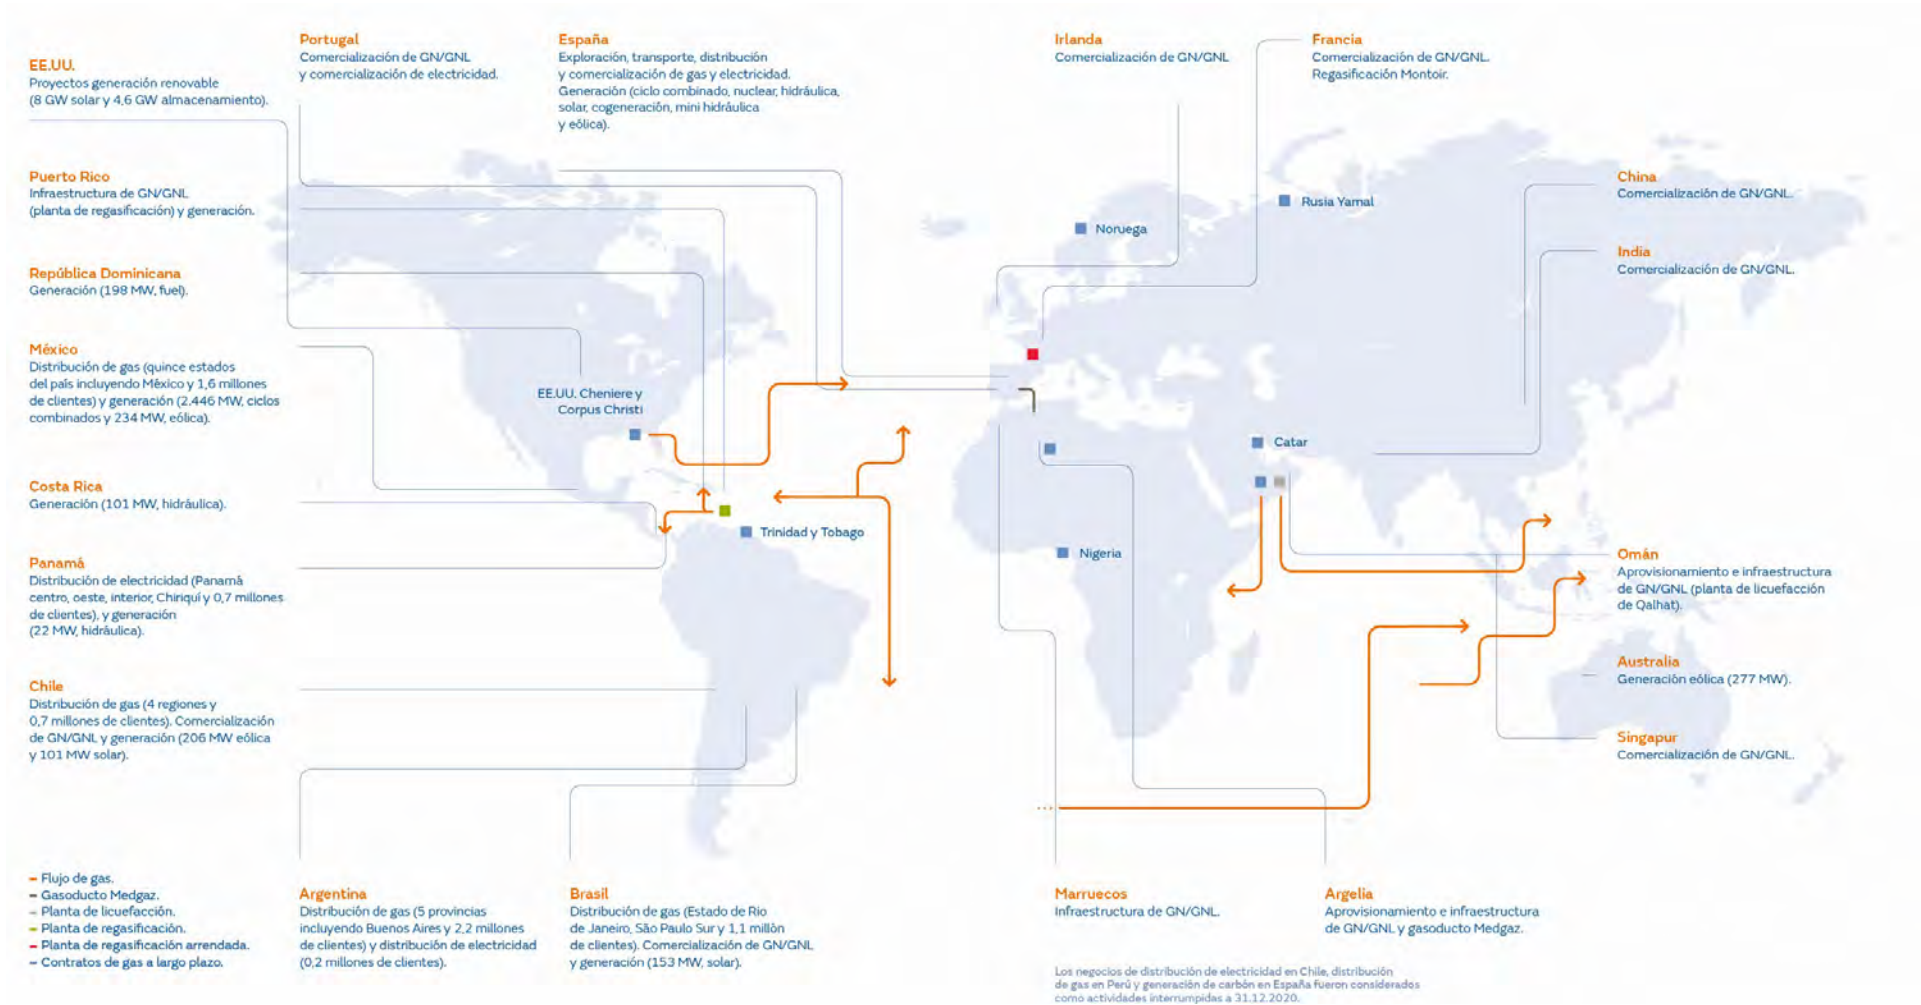 EE.UU.
Proyectos generación renovable
(8 GW solar y 4,6 GW almacenamiento).
Portugal
Comercialización de GN/GNL
y comercialización de electricidad.
España
Exploración, transporte, distribución
y comercialización de gas y electricidad.
Generación (ciclo combinado, nuclear, hidráulica,
solar, cogeneración, mini hidráulica
y eólica).
Irlanda
Comercialización de GN/GNL
Francia
Comercialización de GN/GNL.
Regasificación Montoir.
Puerto Rico
Infraestructura de GN/GNL
(planta de regasificación) y generación.
República Dominicana
Generación (198 MW, fuel).
México
Distribución de gas (quince estados
del país incluyendo México y 1,6 millones
de clientes) y generación (2.446 MW, ciclos
combinados y 234 MW, eólica).
Costa Rica
Generación (101 MW, hidráulica).
Panamá
Distribución de electricidad (Panamá
centro, oeste, interior, Chiriquí y 0,7 millones
de clientes), y generación
(22 MW, hidráulica).
Chile
Distribución de gas (4 regiones y
0,7 millones de clientes). Comercialización
de GN/GNL y generación (206 MW eólica
y 101 MW solar).
EE.UU. Cheniere y
Corpus Christi
Trinidad y Tobago
Noruega
Rusia Yamal
Catar
Nigeria
China
Comercialización de GN/GNL.
India
Comercialización de GN/GNL.
Omán
Aprovisionamiento e infraestructura
de GN/GNL (planta de licuefacción
de Qalhat).
Australia
Generación eólica (277 MW).
Singapur
Comercialización de GN/GNL.
Flujo de gas.
Gasoducto Medgaz.
Planta de licuefacción.
Planta de regasificación.
Planta de regasificación arrendada.
Contratos de gas a largo plazo.
Argentina
Distribución de gas (5 provincias
incluyendo Buenos Aires y 2,2 millones
de clientes) y distribución de electricidad
(0,2 millones de clientes).
Brasil
Distribución de gas (Estado de Rio
de Janeiro, São Paulo Sur y 1,1 millòn
de clientes). Comercialización de GN/GNL
y generación (153 MW, solar).
Marruecos
Infraestructura de GN/GNL.
Argelia
Aprovisionamiento e infraestructura
de GN/GNL y gasoducto Medgaz.
Los negocios de distribución de electricidad en Chile, distribución
de gas en Perú y generación de carbón en España fueron considerados
como actividades interrumpidas a 31.12.2020.